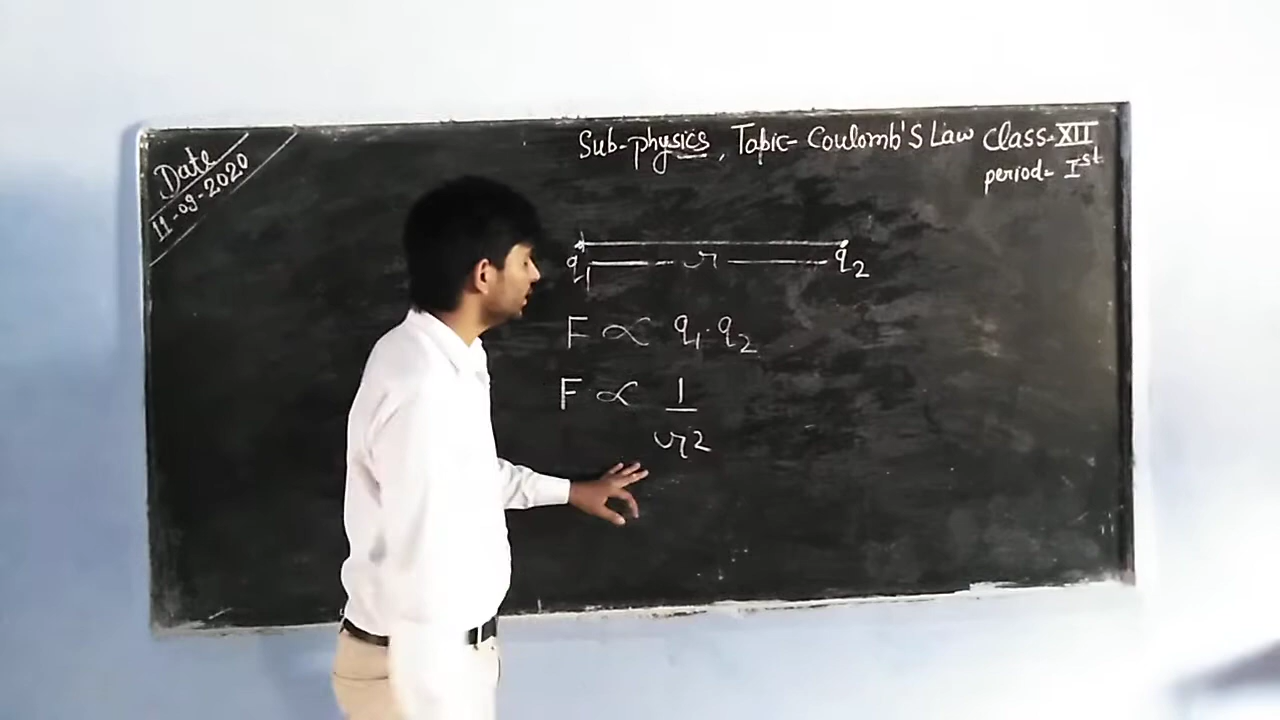 Date
11-09-2020
Sub-physics, Topic- Coulomb'S Law Class-XII
period- Ist
q1 r q2
F ∝ q1.q2
F ∝ 1
r2